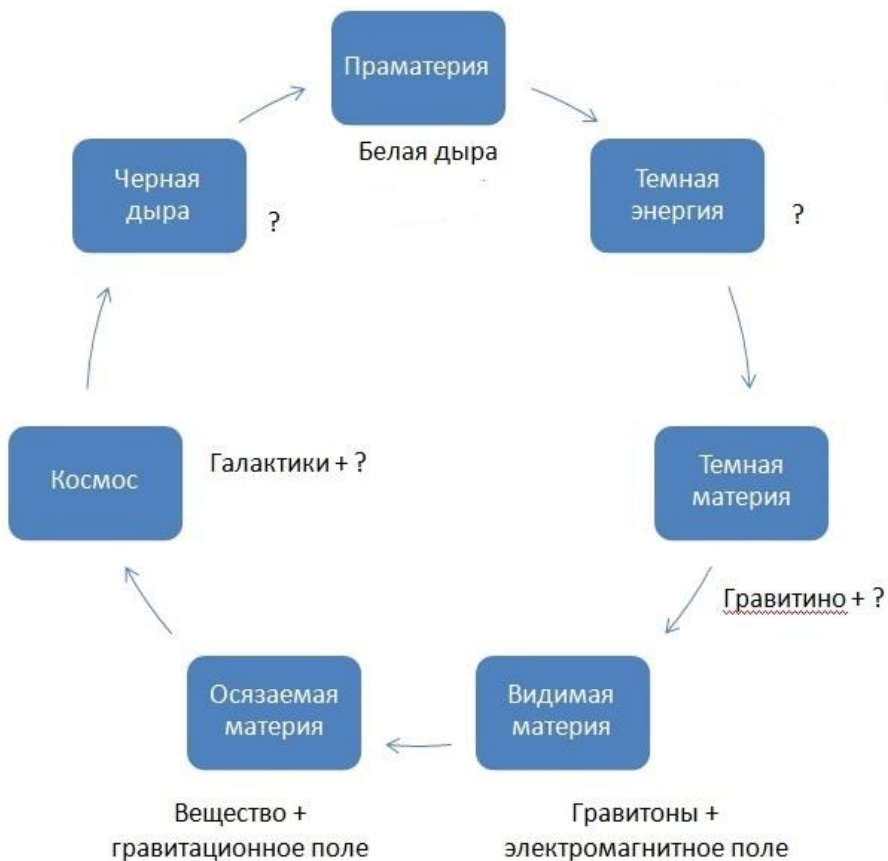 Праматерия
Белая дыра
Темная
энергия
?
Темная
материя
Гравитино + ?
Видимая
материя
Гравитоны +
электромагнитное поле
Осязаемая
материя
Вещество +
гравитационное поле
Космос
Галактики + ?
Черная
дыра
?